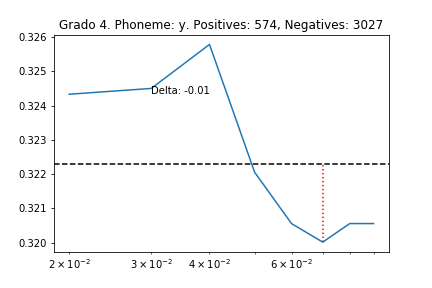 Grado 4. Phoneme: y. Positives: 574, Negatives: 3027
0.326
0.325
0.324
0.323
0.322
0.321
0.320
Delta: -0.01
2 × 10⁻² 3 × 10⁻² 4 × 10⁻² 6 × 10⁻²